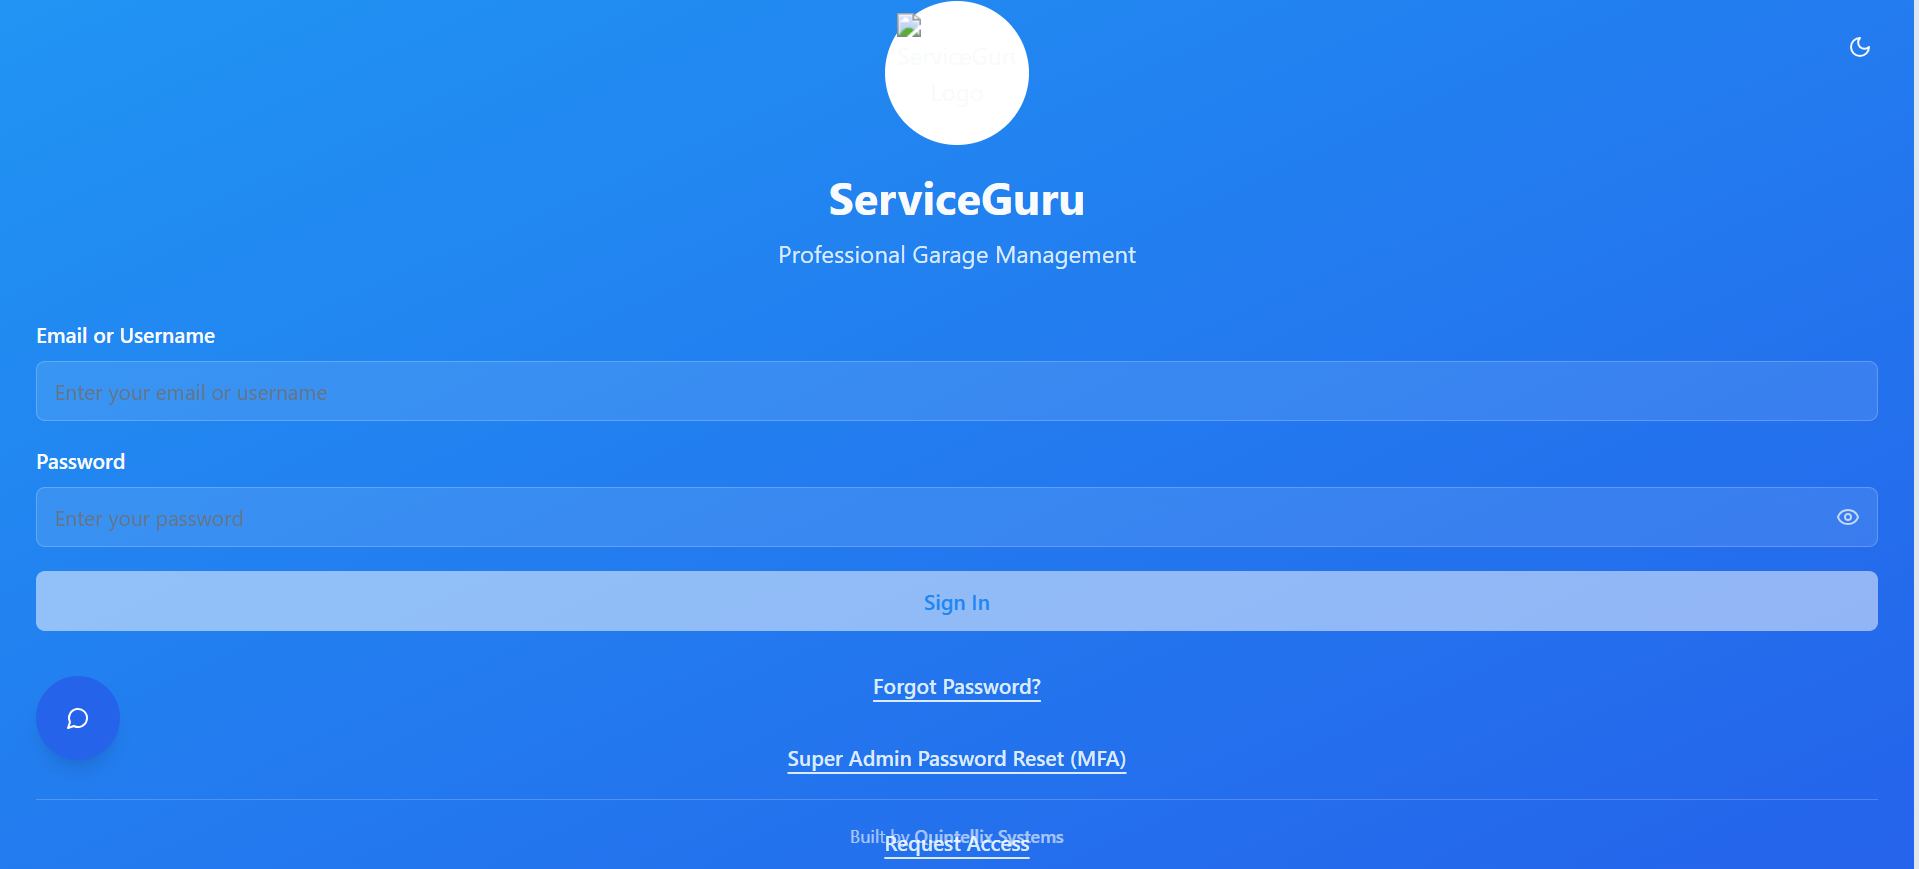 ServiceGuru
Logo
ServiceGuru
Professional Garage Management
Email or Username
Enter your email or username
Password
Enter your password
Sign In
Forgot Password?
Super Admin Password Reset (MFA)
Built by Quintellix Systems
Request Access